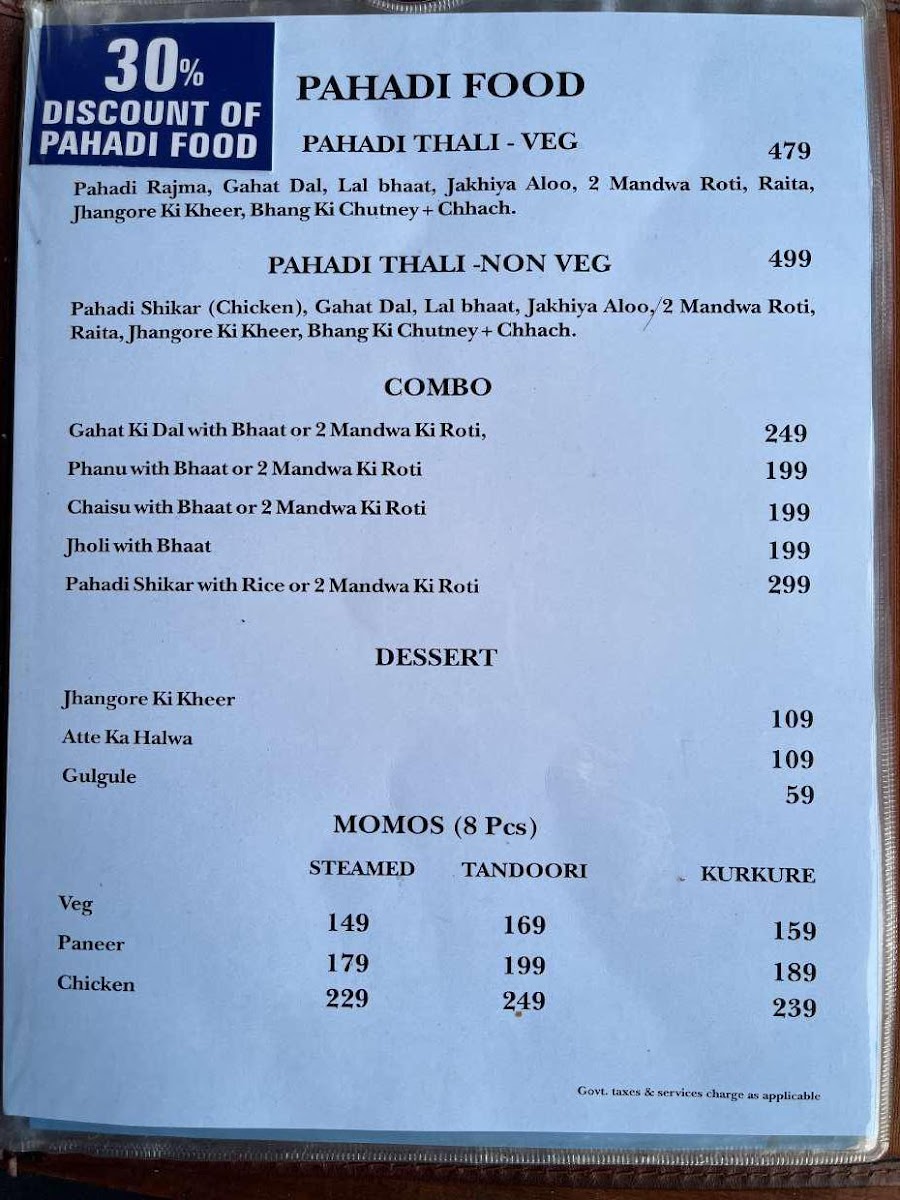 30%
DISCOUNT OF
PAHADI FOOD
PAHADI FOOD
PAHADI THALI - VEG 479
Pahadi Rajma, Gahat Dal, Lal bhaat, Jakhiya Aloo, 2 Mandwa Roti, Raita,
Jhangore Ki Kheer, Bhang Ki Chutney + Chhach.
PAHADI THALI -NON VEG 499
Pahadi Shikar (Chicken), Gahat Dal, Lal bhaat, Jakhiya Aloo, 2 Mandwa Roti,
Raita, Jhangore Ki Kheer, Bhang Ki Chutney + Chhach.
COMBO
Gahat Ki Dal with Bhaat or 2 Mandwa Ki Roti, 249
Phanu with Bhaat or 2 Mandwa Ki Roti 199
Chaisu with Bhaat or 2 Mandwa Ki Roti 199
Jholi with Bhaat 199
Pahadi Shikar with Rice or 2 Mandwa Ki Roti 299
DESSERT
Jhangore Ki Kheer 109
Atte Ka Halwa 109
Gulgule 59
MOMOS (8 Pcs)
STEAMED TANDOORI KURKURE
Veg 149 169 159
Paneer 179 199 189
Chicken 229 249 239
Govt. taxes & services charge as applicable